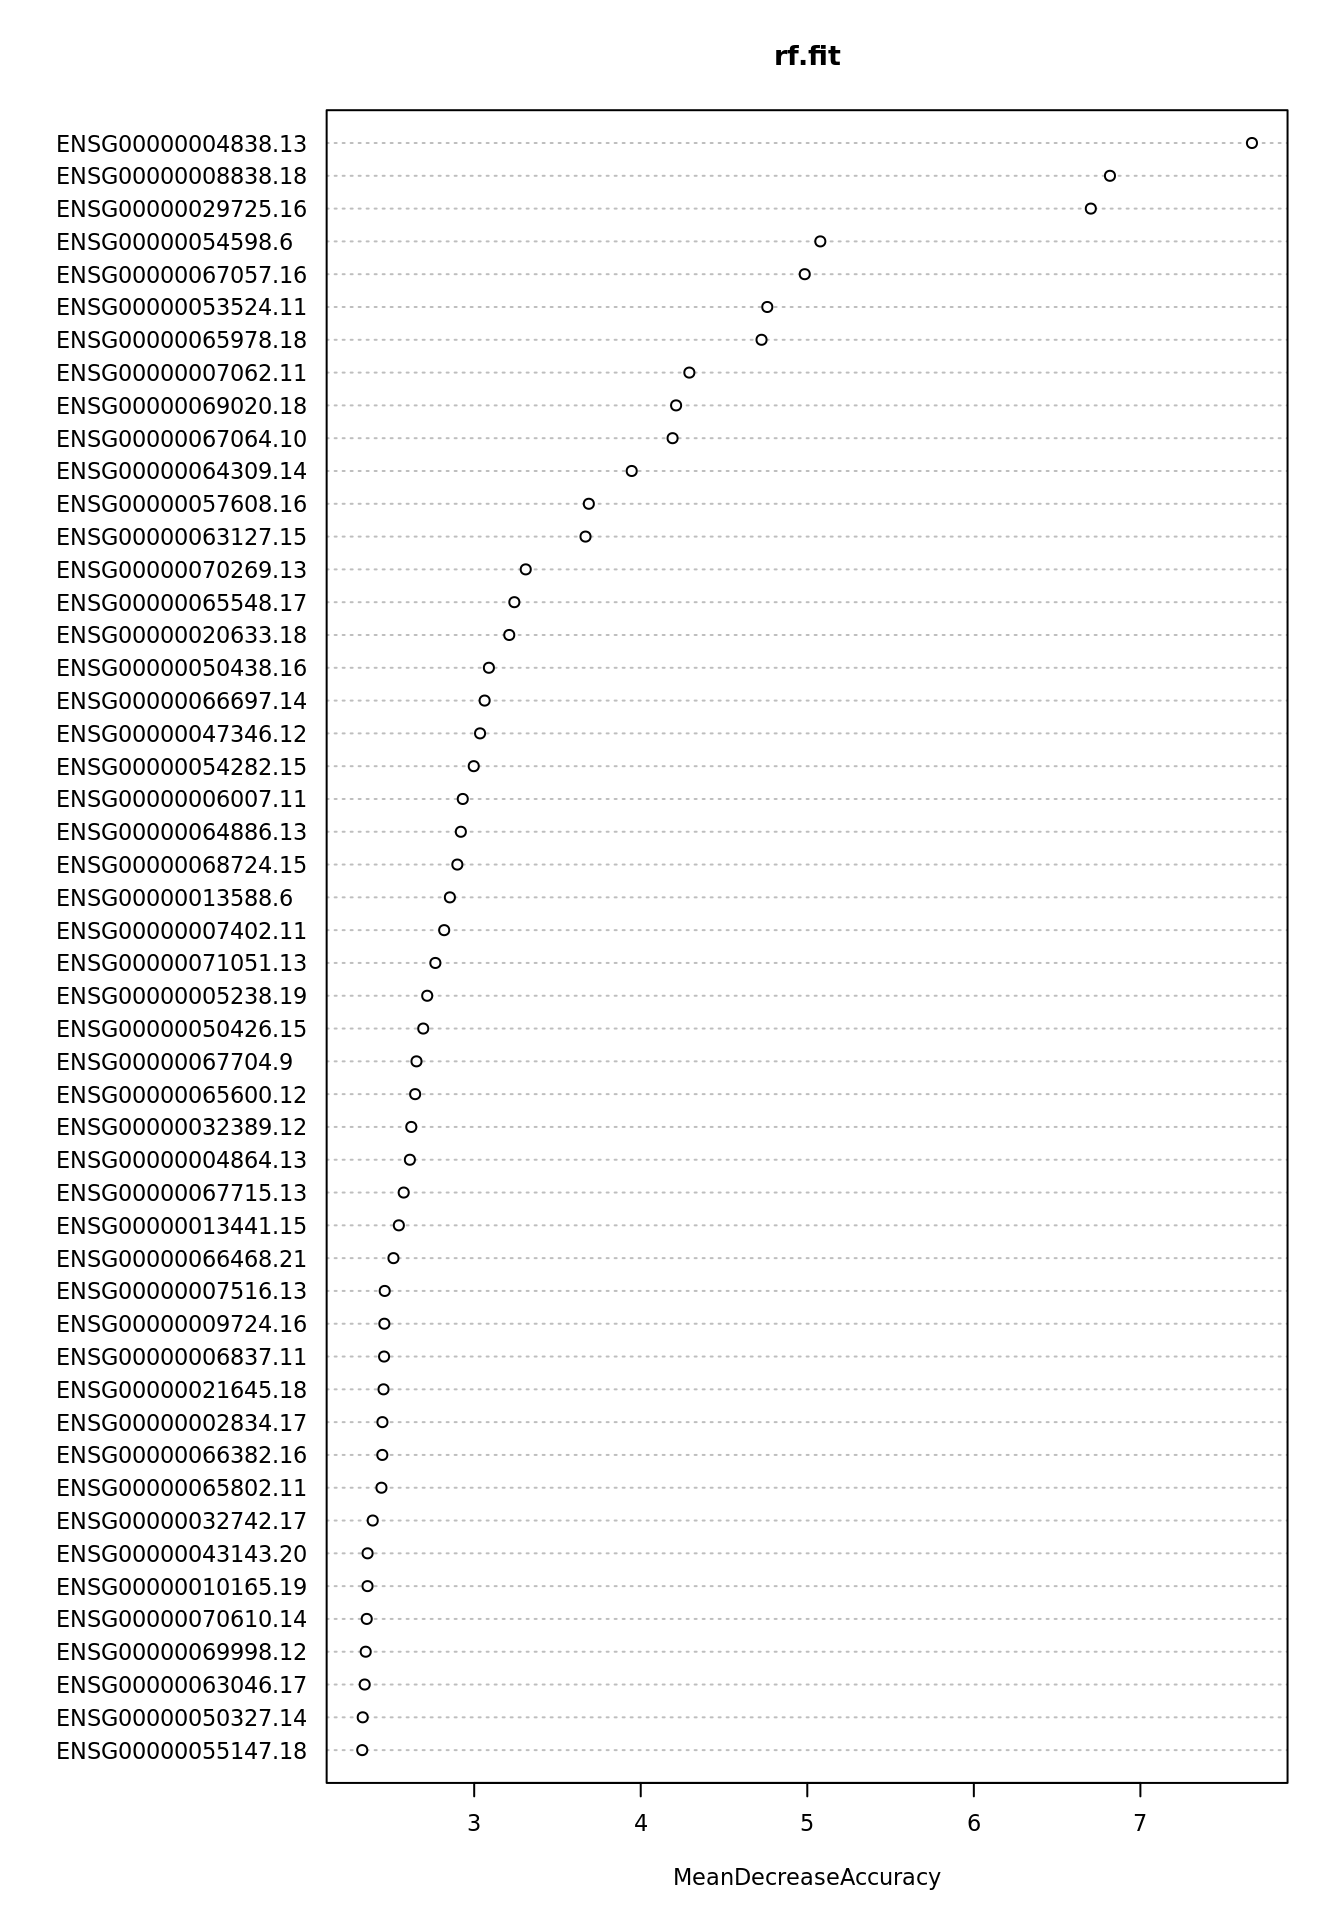 rf.fit
ENSG00000004838.13
ENSG00000008838.18
ENSG00000029725.16
ENSG00000054598.6
ENSG00000067057.16
ENSG00000053524.11
ENSG00000065978.18
ENSG00000007062.11
ENSG00000069020.18
ENSG00000067064.10
ENSG00000064309.14
ENSG00000057608.16
ENSG00000063127.15
ENSG00000070269.13
ENSG00000065548.17
ENSG00000020633.18
ENSG00000050438.16
ENSG00000066697.14
ENSG00000047346.12
ENSG00000054282.15
ENSG00000006007.11
ENSG00000064886.13
ENSG00000068724.15
ENSG00000013588.6
ENSG00000007402.11
ENSG00000071051.13
ENSG00000005238.19
ENSG00000050426.15
ENSG00000067704.9
ENSG00000065600.12
ENSG00000032389.12
ENSG00000004864.13
ENSG00000067715.13
ENSG00000013441.15
ENSG00000066468.21
ENSG00000007516.13
ENSG00000009724.16
ENSG00000006837.11
ENSG00000021645.18
ENSG00000002834.17
ENSG00000066382.16
ENSG00000065802.11
ENSG00000032742.17
ENSG00000043143.20
ENSG00000010165.19
ENSG00000070610.14
ENSG00000069998.12
ENSG00000063046.17
ENSG00000050327.14
ENSG00000055147.18
3 4 5 6 7
MeanDecreaseAccuracy